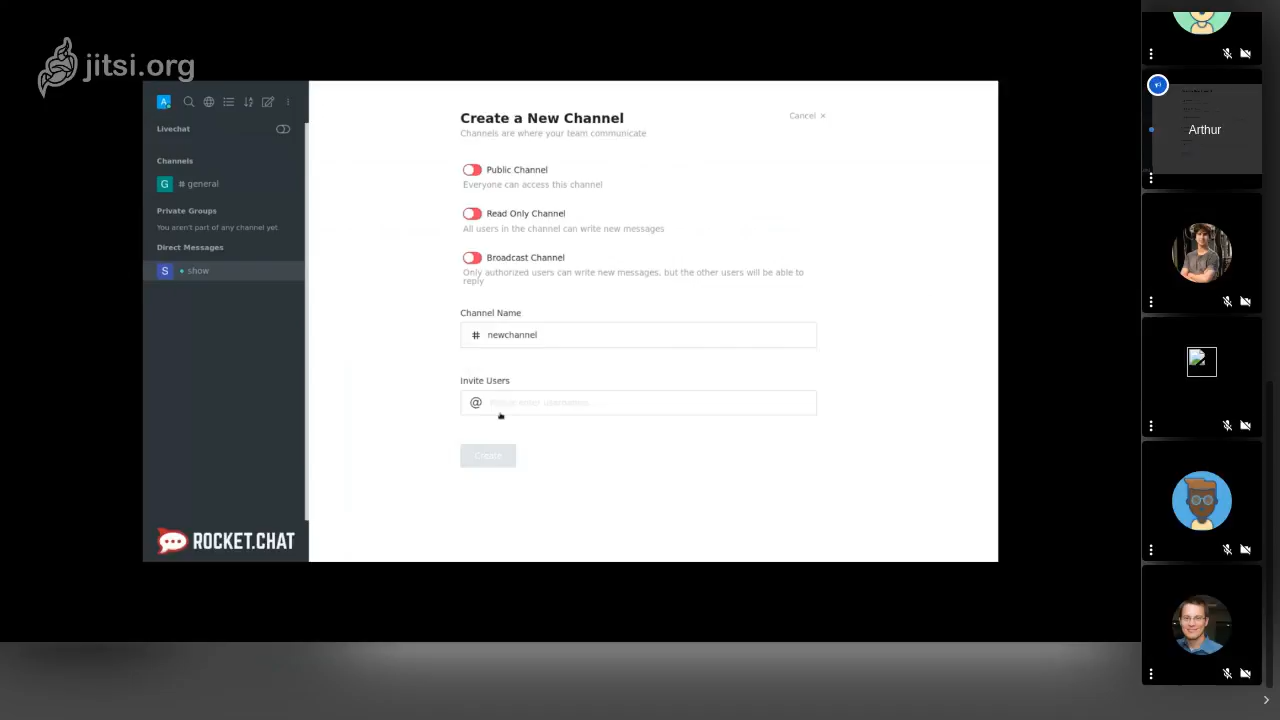 jitsi.org
A
Livechat
Channels
G # general
Private Groups
You aren't part of any channel yet
Direct Messages
S show
ROCKET.CHAT
Create a New Channel
Cancel ×
Channels are where your team communicate
Public Channel
Everyone can access this channel
Read Only Channel
All users in the channel can write new messages
Broadcast Channel
Only authorized users can write new messages, but the other users will be able to
reply
Channel Name
# newchannel
Invite Users
@
Create
Arthur